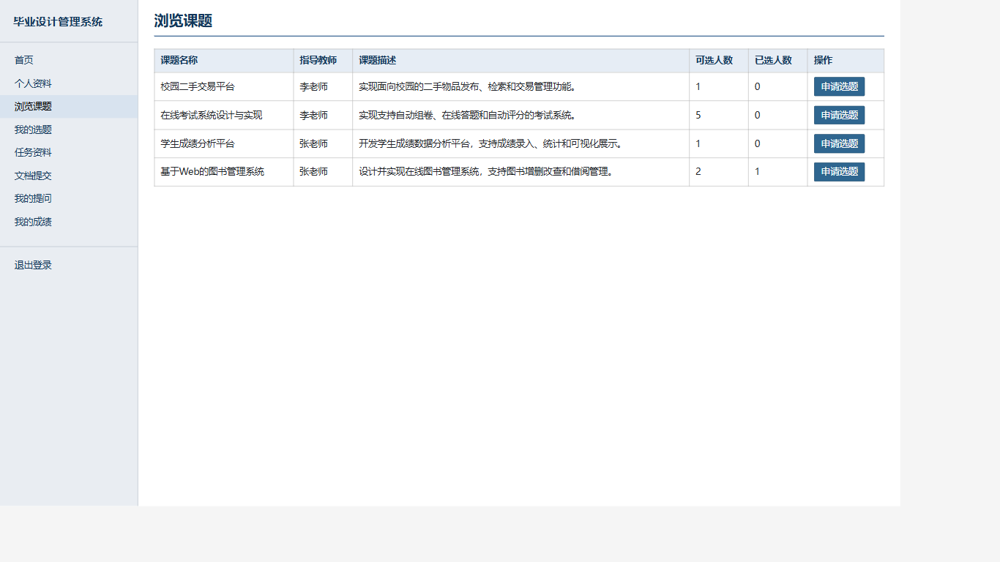 毕业设计管理系统
首页
个人资料
浏览课题
我的选题
任务资料
文档提交
我的提问
我的成绩
退出登录
浏览课题
课题名称 指导教师 课题描述 可选人数 已选人数 操作
校园二手交易平台 李老师 实现面向校园的二手物品发布、检索和交易管理功能。 1 0 申请选题
在线考试系统设计与实现 李老师 实现支持自动组卷、在线答题和自动评分的考试系统。 5 0 申请选题
学生成绩分析平台 张老师 开发学生成绩数据分析平台，支持成绩录入、统计和可视化展示。 1 0 申请选题
基于Web的图书管理系统 张老师 设计并实现在线图书管理系统，支持图书增删改查和借阅管理。 2 1 申请选题